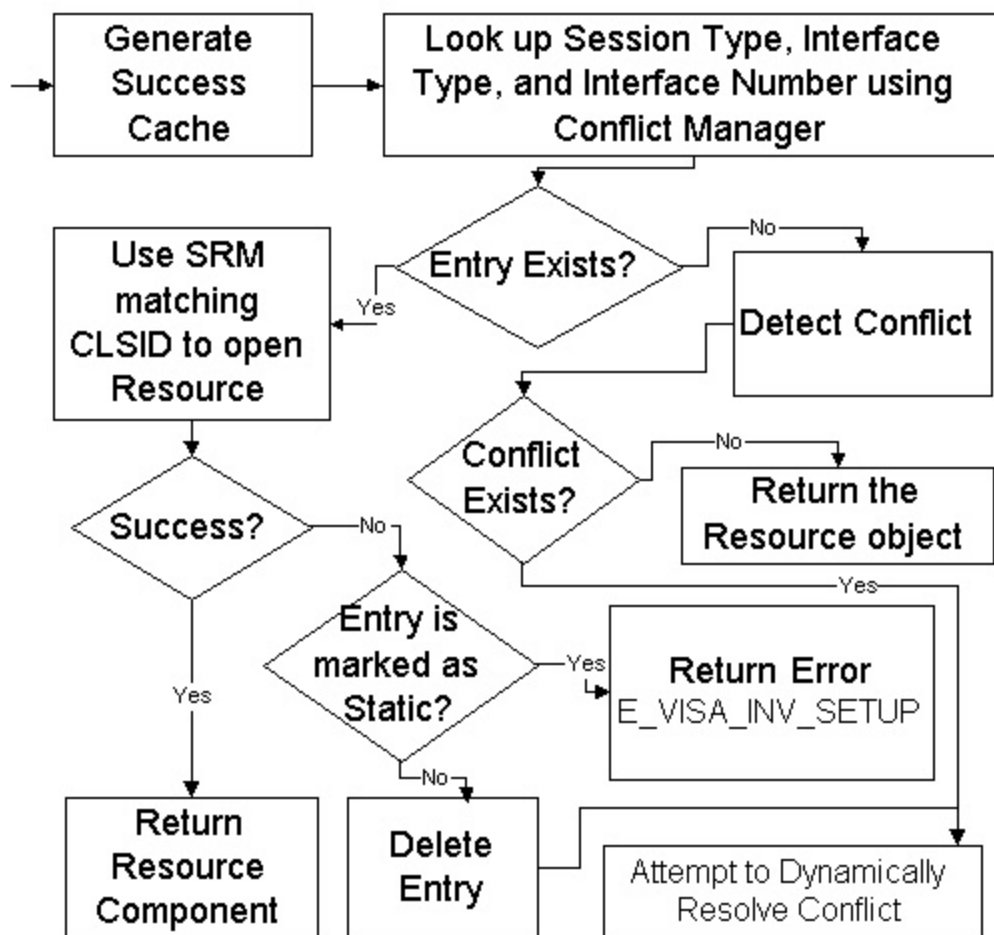 Generate
Success
Cache
Look up Session Type, Interface
Type, and Interface Number using
Conflict Manager
Entry Exists?
No
Yes
Use SRM
matching
CLSID to open
Resource
Detect Conflict
Conflict
Exists?
No
Return the
Resource object
Yes
Success?
No
Entry is
marked as
Static?
Yes
Return Error
E_VISA_INV_SETUP
Yes
No
Return
Resource
Component
Delete
Entry
Attempt to Dynamically
Resolve Conflict